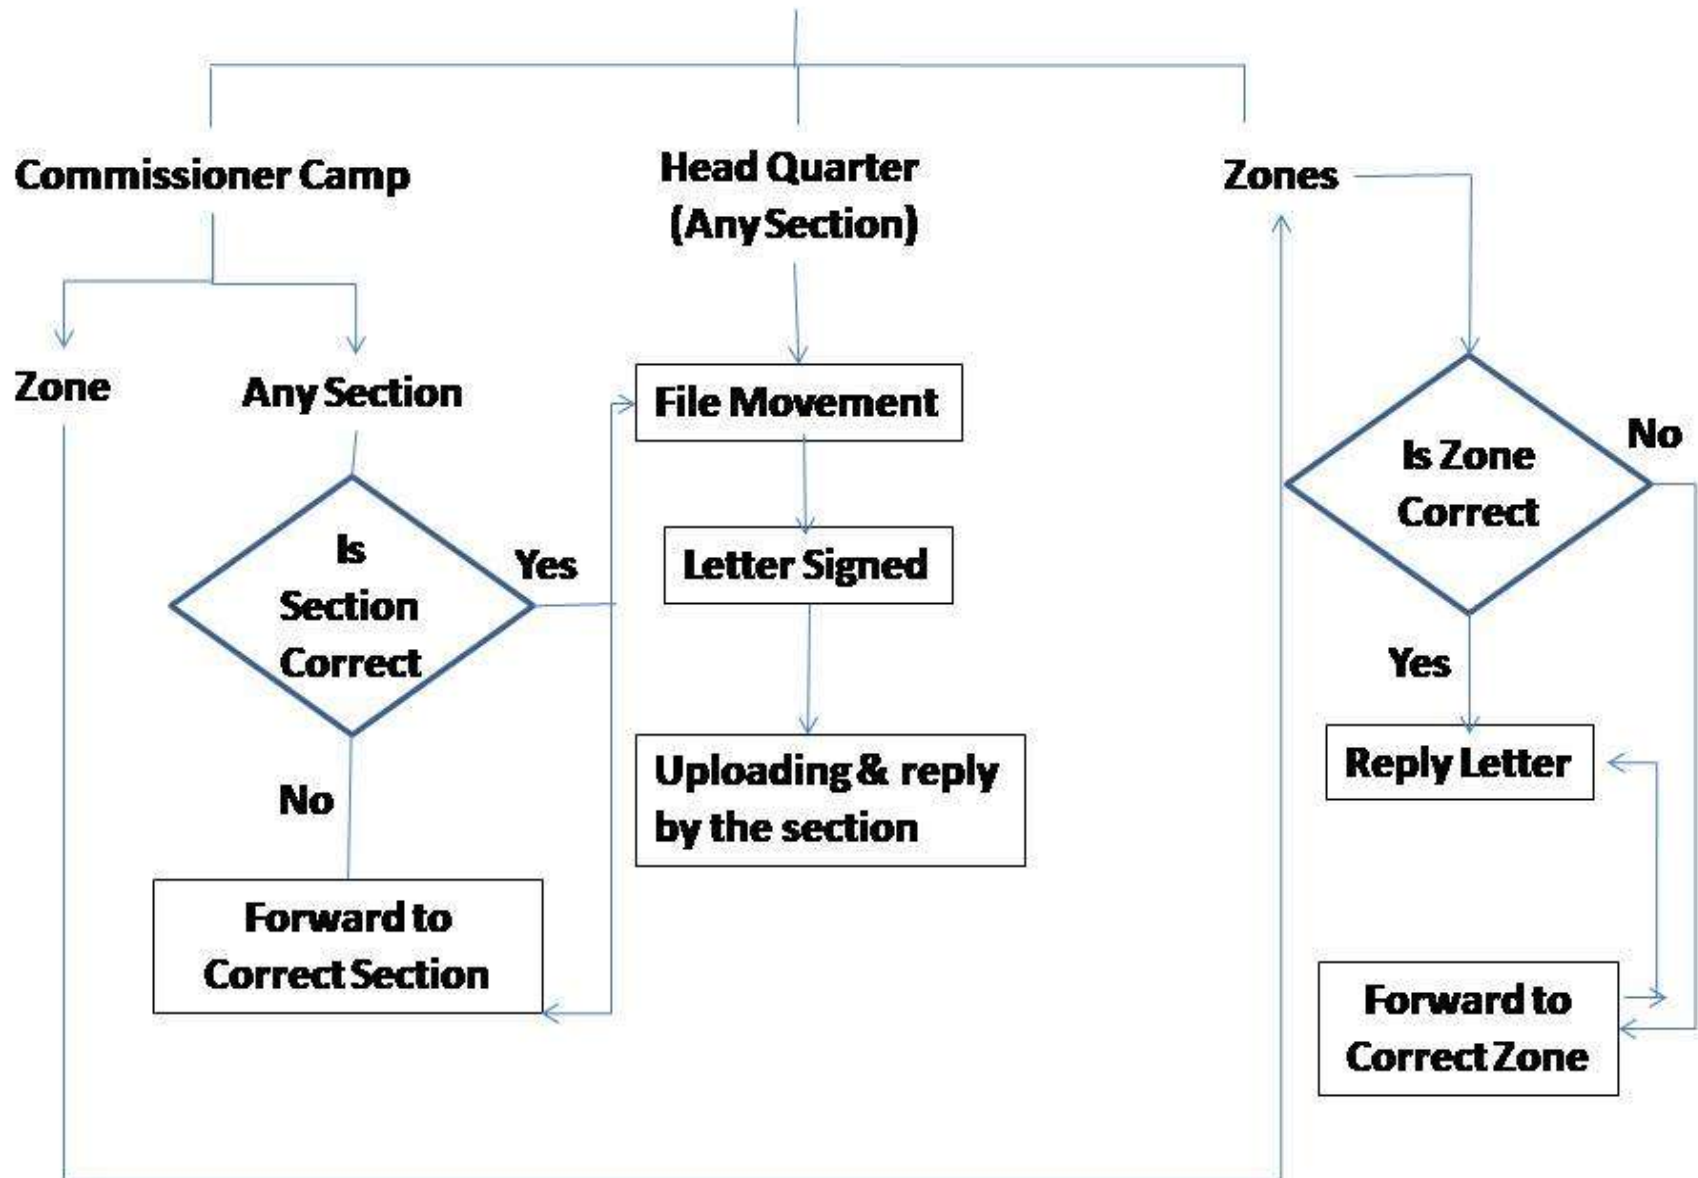 Commissioner Camp
Head Quarter
(Any Section)
Zones
Zone
Any Section
File Movement
Is Zone
Correct
No
Is
Section
Correct
Yes
Letter Signed
Yes
No
Uploading & reply
by the section
Reply Letter
Forward to
Correct Section
Forward to
Correct Zone